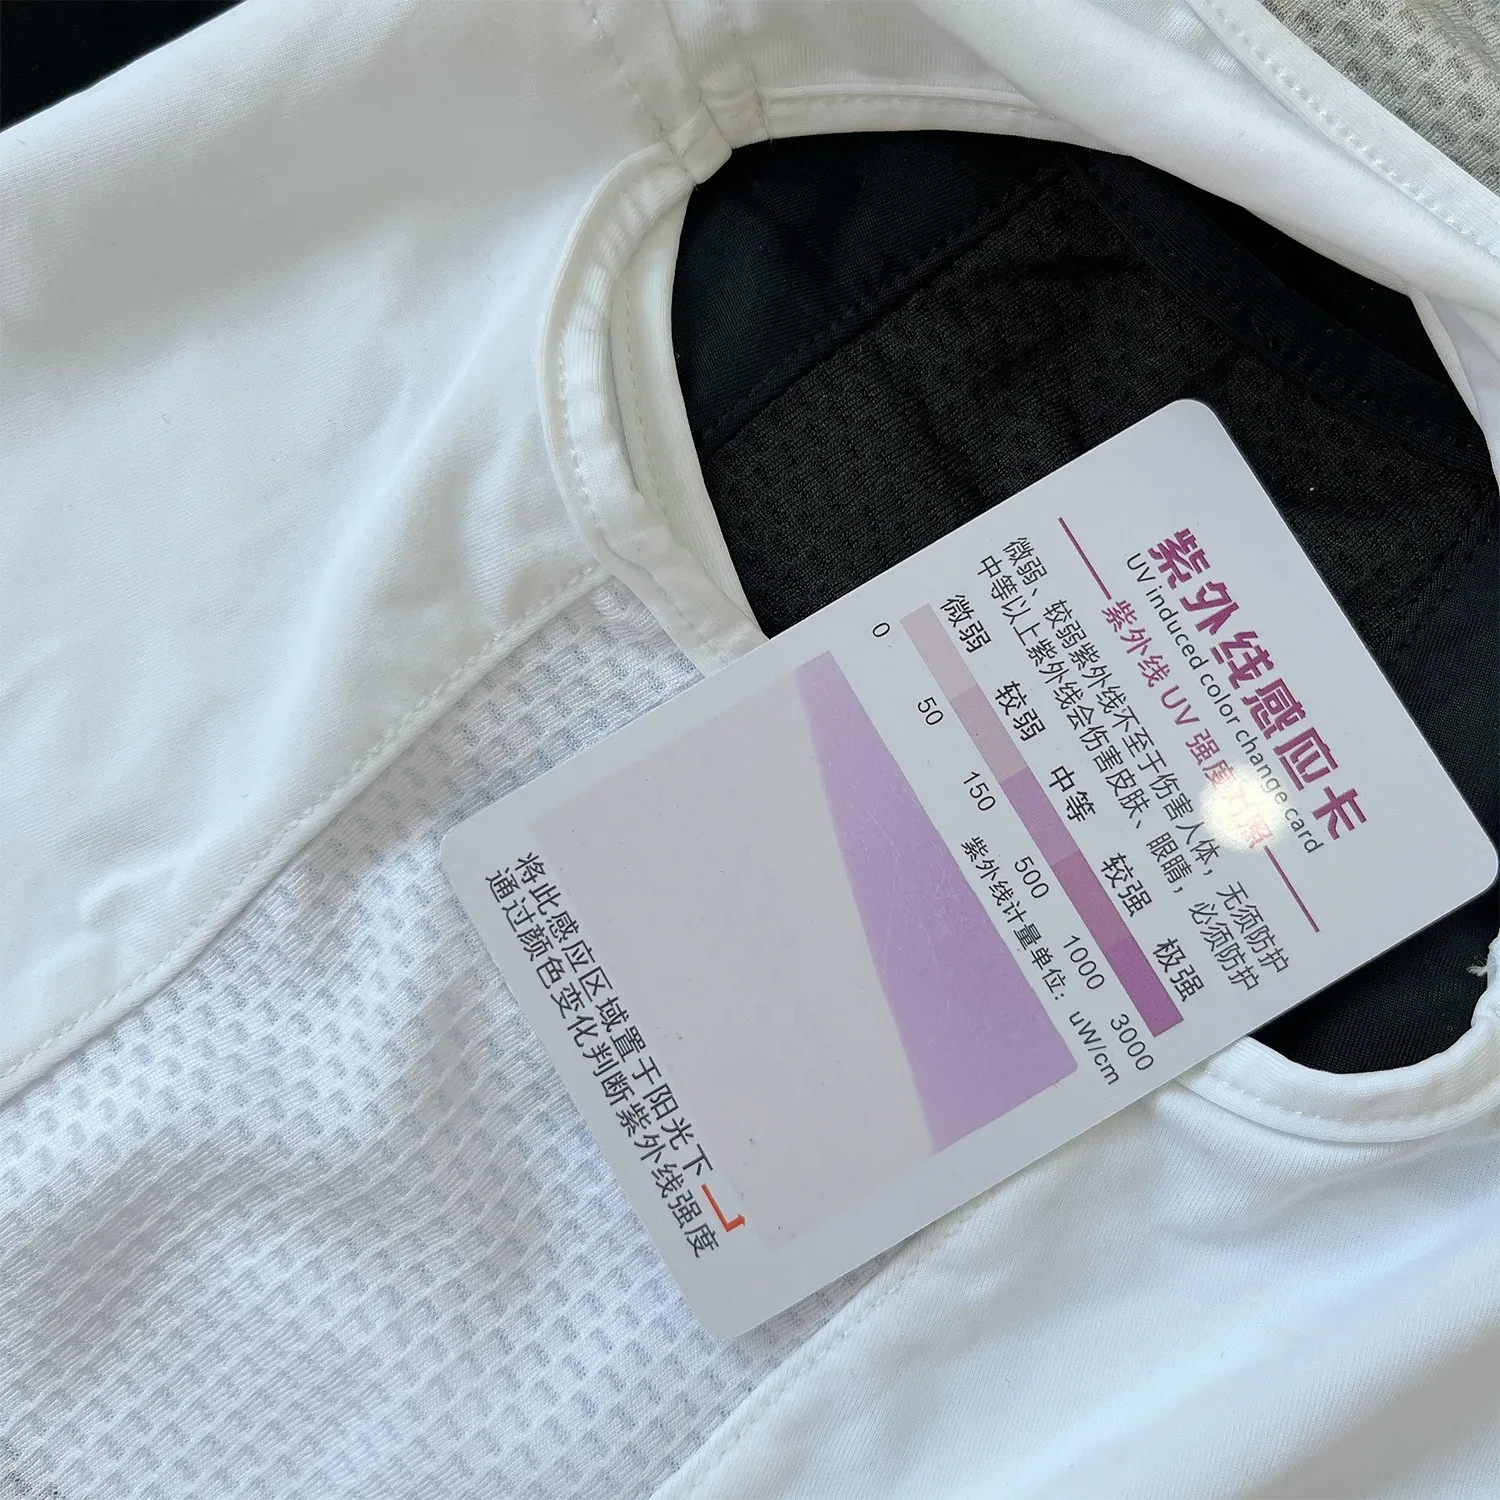 紫外线感应卡
UV induced color change card
紫外线 UV 强度对照
微弱、较弱紫外线不至于伤害人体，无须防护
中等以上紫外线会伤害皮肤、眼睛，必须防护
微弱 较弱 中等 较强 极强
0 50 150 500 1000 3000
紫外线计量单位：uW/cm
将此感应区域置于阳光下
通过颜色变化判断紫外线强度